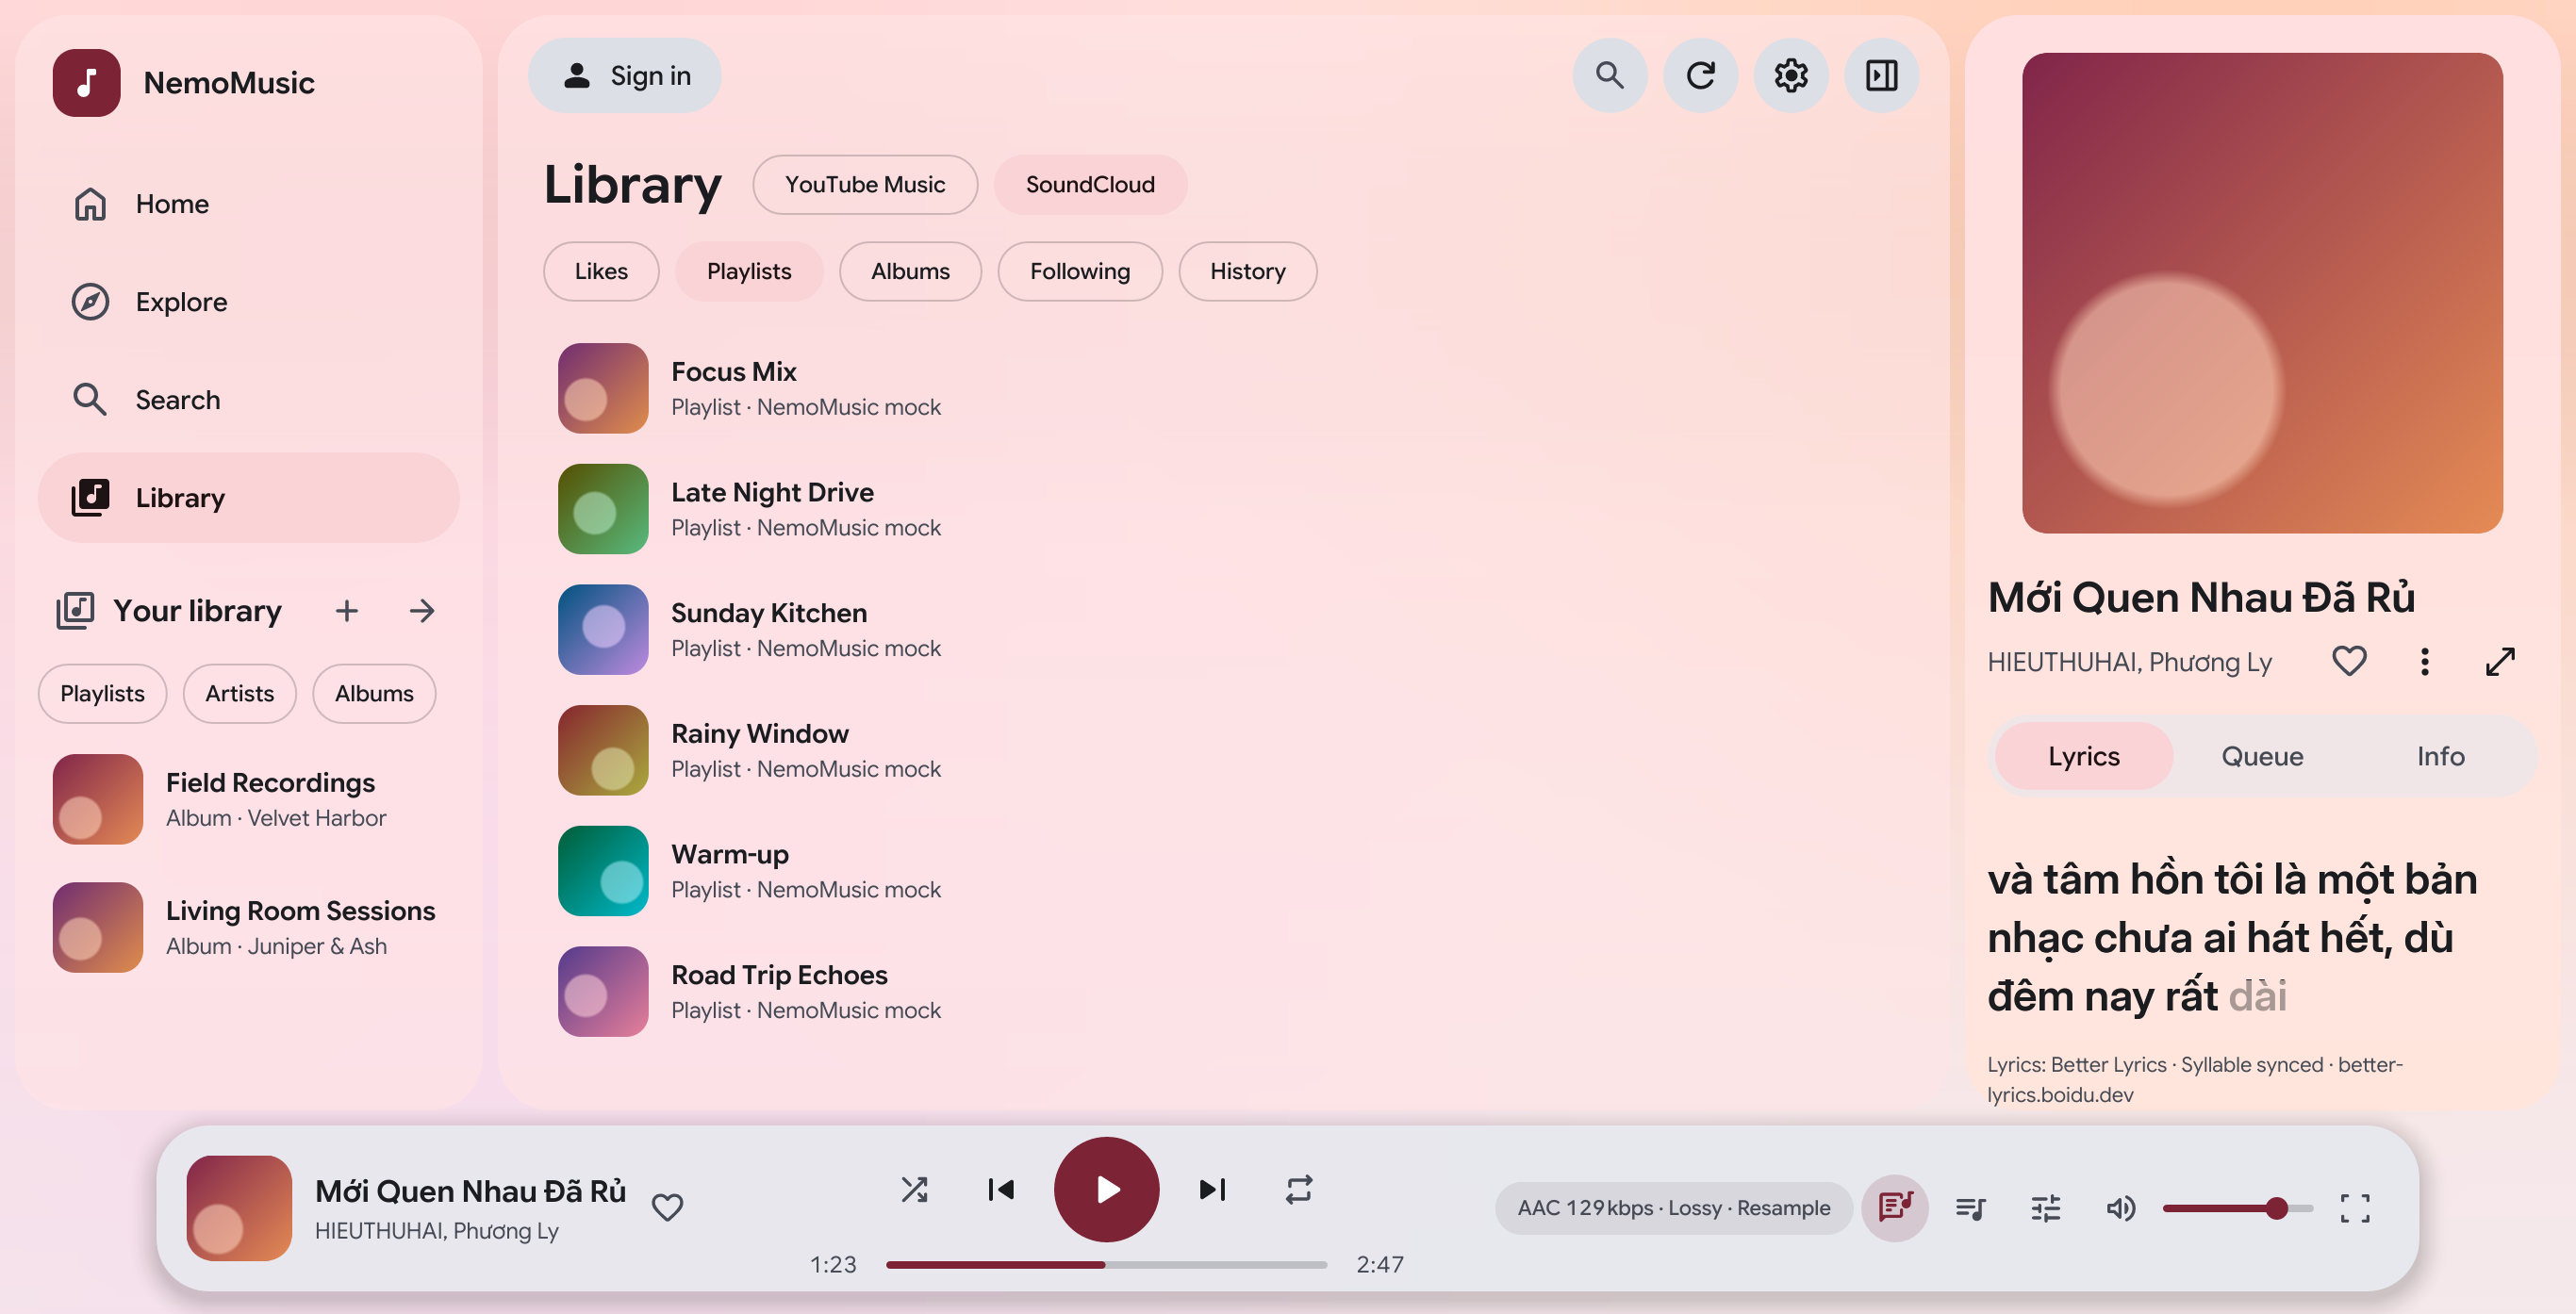 NemoMusic
Home
Explore
Search
Library
Your library
Playlists
Artists
Albums
Field Recordings
Album · Velvet Harbor
Living Room Sessions
Album · Juniper & Ash
Sign in
Library
YouTube Music
SoundCloud
Likes
Playlists
Albums
Following
History
Focus Mix
Playlist · NemoMusic mock
Late Night Drive
Playlist · NemoMusic mock
Sunday Kitchen
Playlist · NemoMusic mock
Rainy Window
Playlist · NemoMusic mock
Warm-up
Playlist · NemoMusic mock
Road Trip Echoes
Playlist · NemoMusic mock
Mới Quen Nhau Đã Rủ
HIEUTHUHAI, Phương Ly
Lyrics
Queue
Info
và tâm hồn tôi là một bản
nhạc chưa ai hát hết, dù
đêm nay rất dài
Lyrics: Better Lyrics · Syllable synced · better-
lyrics.boidu.dev
Mới Quen Nhau Đã Rủ
HIEUTHUHAI, Phương Ly
1:23
2:47
AAC 129 kbps · Lossy · Resample